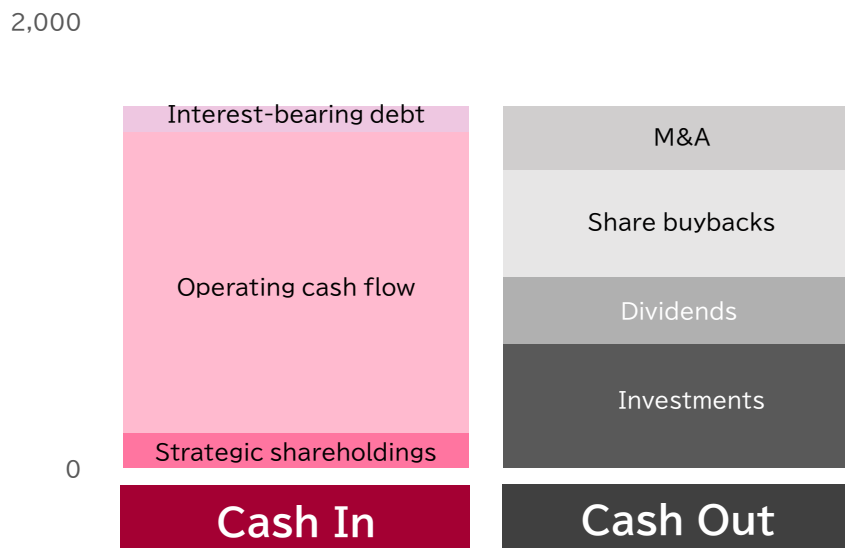 2,000
Interest-bearing debt
M&A
Share buybacks
Operating cash flow
Dividends
Investments
Strategic shareholdings
0
Cash In
Cash Out